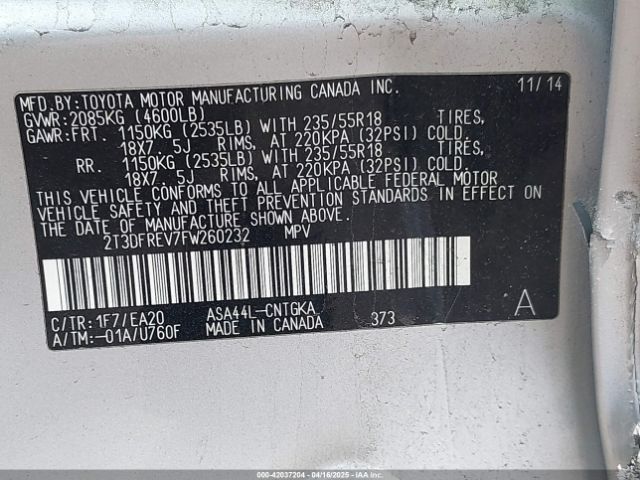 MFD.BY:TOYOTA MOTOR MANUFACTURING CANADA INC. 11/14
GVWR:2085KG (4600LB)
GAWR:FRT. 1150KG (2535LB) WITH 235/55R18 TIRES,
18X7. 5J RIMS, AT 220KPA (32PSI) COLD.
RR. 1150KG (2535LB) WITH 235/55R18 TIRES,
18X7. 5J RIMS, AT 220KPA (32PSI) COLD.
THIS VEHICLE CONFORMS TO ALL APPLICABLE FEDERAL MOTOR
VEHICLE SAFETY AND THEFT PREVENTION STANDARDS IN EFFECT ON
THE DATE OF MANUFACTURE SHOWN ABOVE.
2T3DFREV7FW260232 MPV
C/TR:1F7/EA20 ASA44L-CNTGKA 373 A
A/TM:-01A/U760F MADE IN CANADA
000-42037204 - 04/16/2025 - IAAI.COM